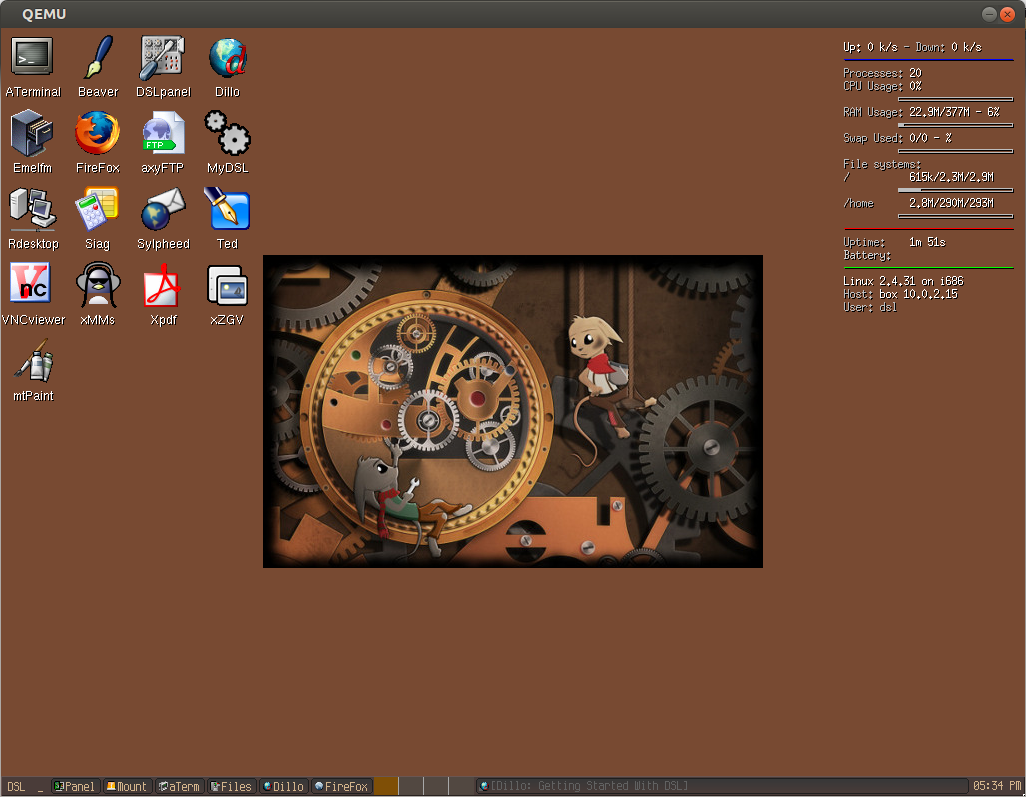 QEMU
ATerminal Beaver DSLpanel Dillo
Emelfm FireFox axyFTP MyDSL
Rdesktop Siag Sylpheed Ted
VNCviewer xMMs Xpdf xZGV
mtPaint
Up: 0 k/s - Down: 0 k/s
Processes: 20
CPU Usage: 0%
RAM Usage: 22.9M/377M - 6%
Swap Used: 0/0 - %
File systems:
/ 615k/2.3M/2.9M
/home 2.8M/290M/293M
Uptime: 1m 51s
Battery:
Linux 2.4.31 on i686
Host: box 10.0.2.15
User: dsl
DSL _ Panel Mount aTerm Files Dillo FireFox [Dillo: Getting Started With DSL] 05:34 PM